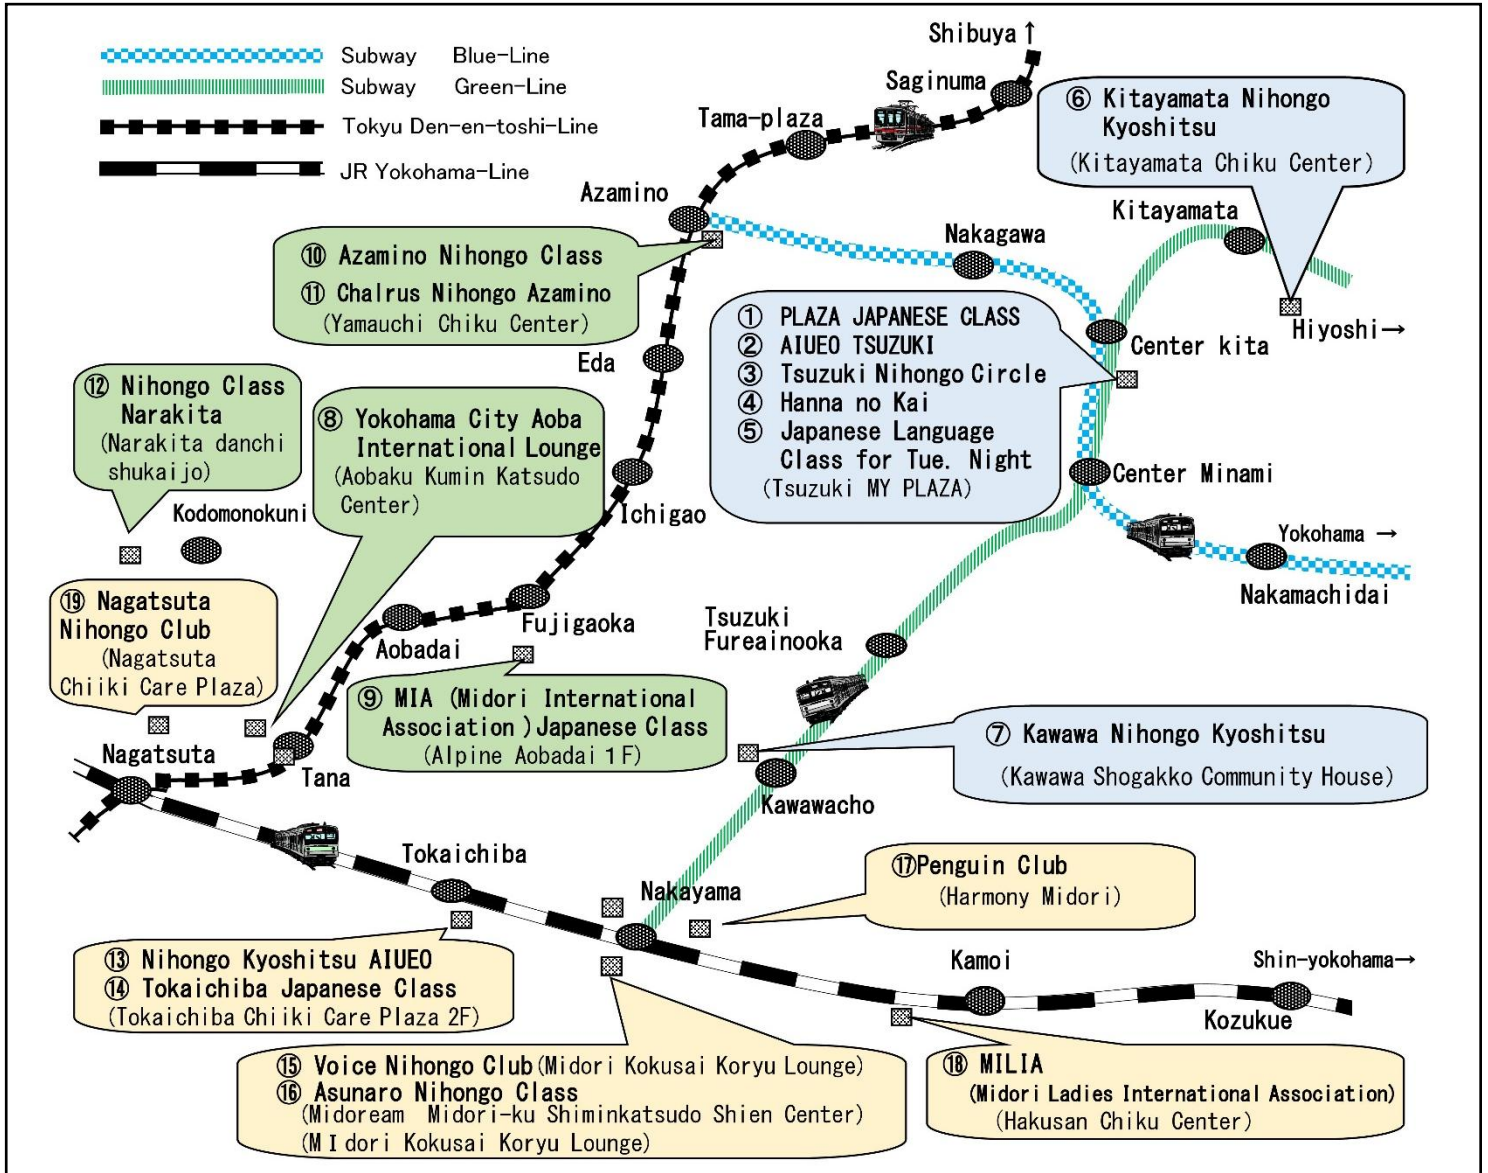 Subway Blue-Line
Subway Green-Line
Tokyu Den-en-toshi-Line
JR Yokohama-Line
Shibuya ↑
Saginuma
Tama-plaza
Azamino
⑥ Kitayamata Nihongo
Kyoshitsu
(Kitayamata Chiku Center)
Kitayamata
Nakagawa
Hiyoshi→
Center kita
⑩ Azamino Nihongo Class
⑪ Chalrus Nihongo Azamino
(Yamauchi Chiku Center)
① PLAZA JAPANESE CLASS
② AIUEO TSUZUKI
③ Tsuzuki Nihongo Circle
④ Hanna no Kai
⑤ Japanese Language
Class for Tue. Night
(Tsuzuki MY PLAZA)
Eda
⑫ Nihongo Class
Narakita
(Narakita danchi
shukaijo)
⑧ Yokohama City Aoba
International Lounge
(Aobaku Kumin Katsudo
Center)
Center Minami
Ichigao
Kodomonokuni
Yokohama →
Nakamachidai
⑲ Nagatsuta
Nihongo Club
(Nagatsuta
Chiiki Care Plaza)
Aobadai
Fujigaoka
Tsuzuki
Fureainooka
⑨ MIA (Midori International
Association)Japanese Class
(Alpine Aobadai 1F)
⑦ Kawawa Nihongo Kyoshitsu
(Kawawa Shogakko Community House)
Nagatsuta
Tana
Kawawacho
Tokaichiba
Nakayama
⑰Penguin Club
(Harmony Midori)
⑬ Nihongo Kyoshitsu AIUEO
⑭ Tokaichiba Japanese Class
(Tokaichiba Chiiki Care Plaza 2F)
Kamoi
Shin-yokohama→
Kozukue
⑮ Voice Nihongo Club(Midori Kokusai Koryu Lounge)
⑯ Asunaro Nihongo Class
(Midoream Midori-ku Shiminkatsudo Shien Center)
(MIdori Kokusai Koryu Lounge)
⑱ MILIA
(Midori Ladies International Association)
(Hakusan Chiku Center)